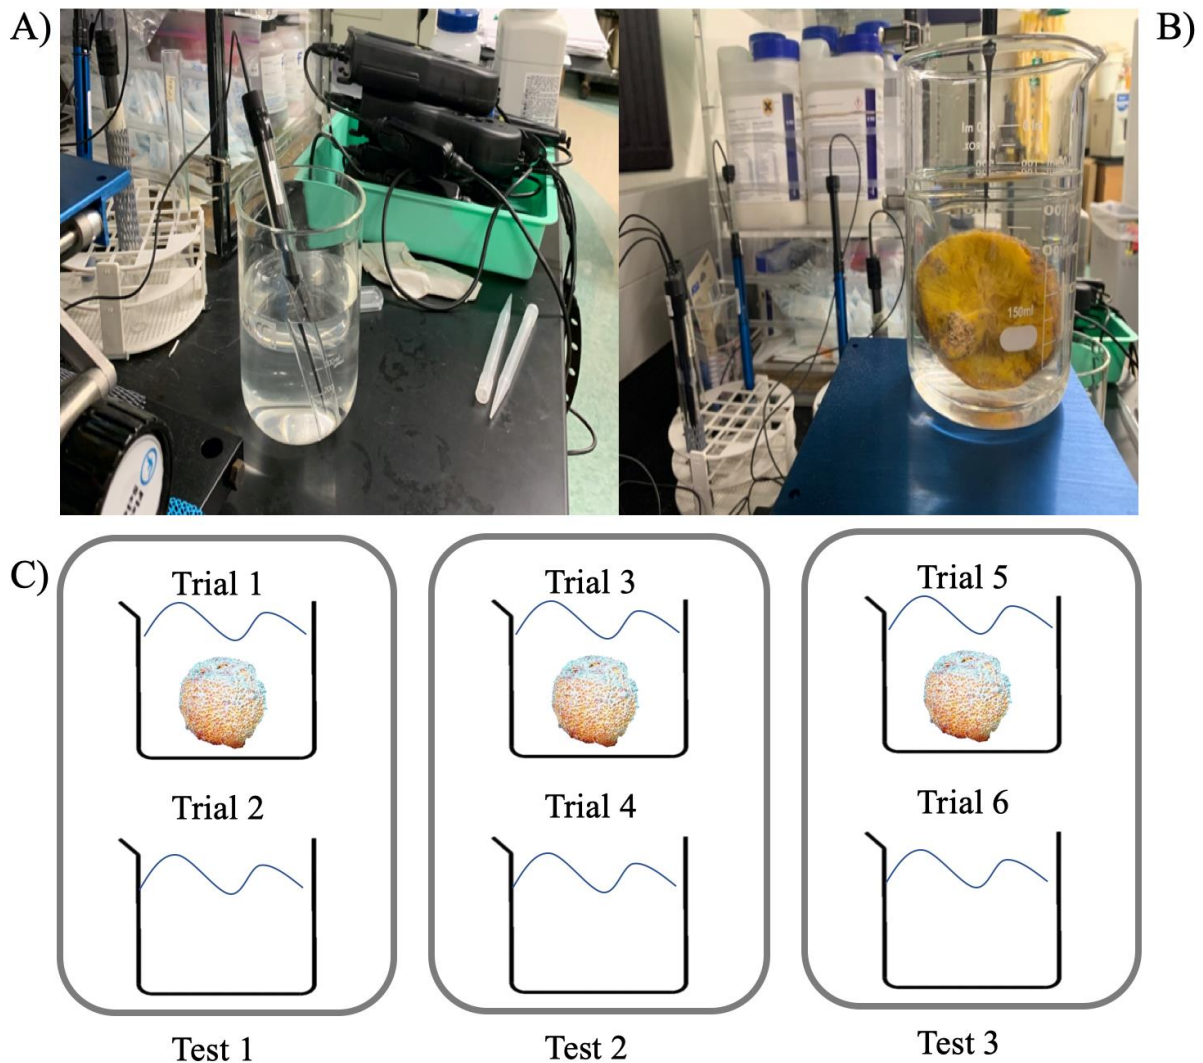 A)
B)
150ml
C)
Trial 1
Trial 3
Trial 5
Trial 2
Trial 4
Trial 6
Test 1
Test 2
Test 3